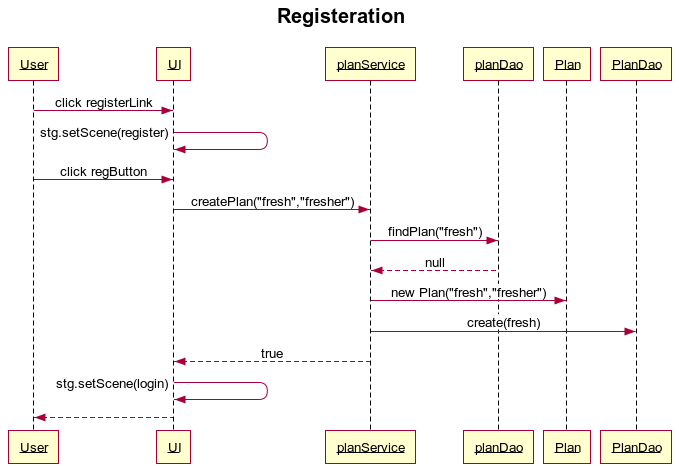 Registeration
User
UI
planService
planDao
Plan
PlanDao
click registerLink
stg.setScene(register)
click regButton
createPlan("fresh","fresher")
findPlan("fresh")
null
new Plan("fresh","fresher")
create(fresh)
true
stg.setScene(login)
User
UI
planService
planDao
Plan
PlanDao